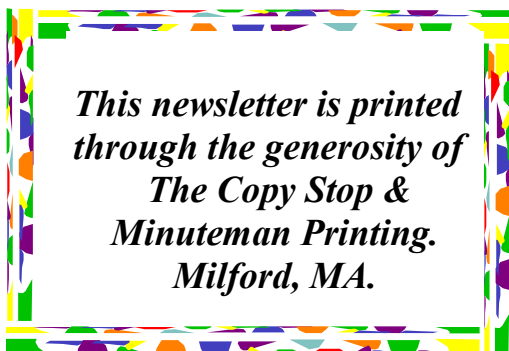 This newsletter is printed
through the generosity of
The Copy Stop &
Minuteman Printing.
Milford, MA.